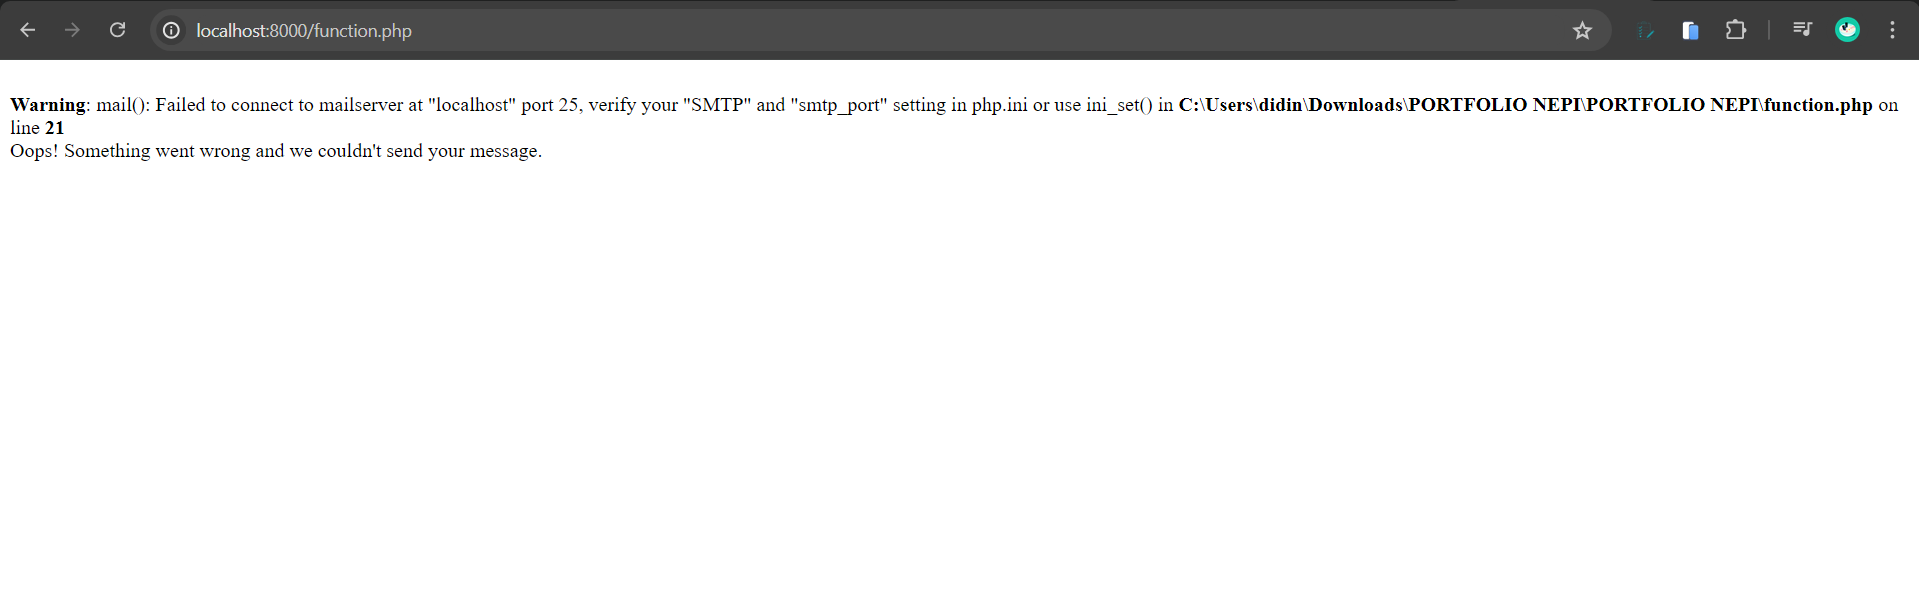 localhost:8000/function.php
Warning: mail(): Failed to connect to mailserver at "localhost" port 25, verify your "SMTP" and "smtp_port" setting in php.ini or use ini_set() in C:\Users\didin\Downloads\PORTFOLIO NEPI\PORTFOLIO NEPI\function.php on
line 21
Oops! Something went wrong and we couldn't send your message.